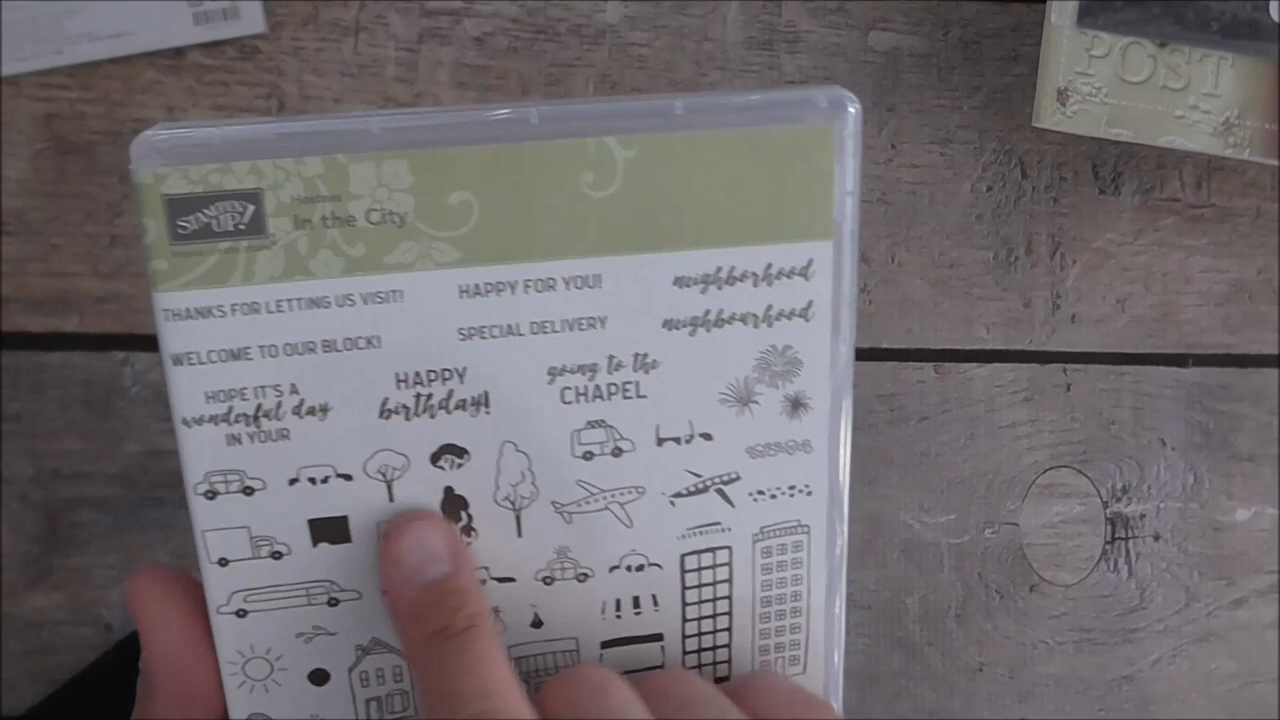 POST
STAMPIN' UP!
Hostess
In the City
THANKS FOR LETTING US VISIT!
HAPPY FOR YOU!
neighborhood
WELCOME TO OUR BLOCK!
SPECIAL DELIVERY
neighbourhood
HOPE IT'S A
wonderful day
IN YOUR
HAPPY
birthday!
going to the
CHAPEL